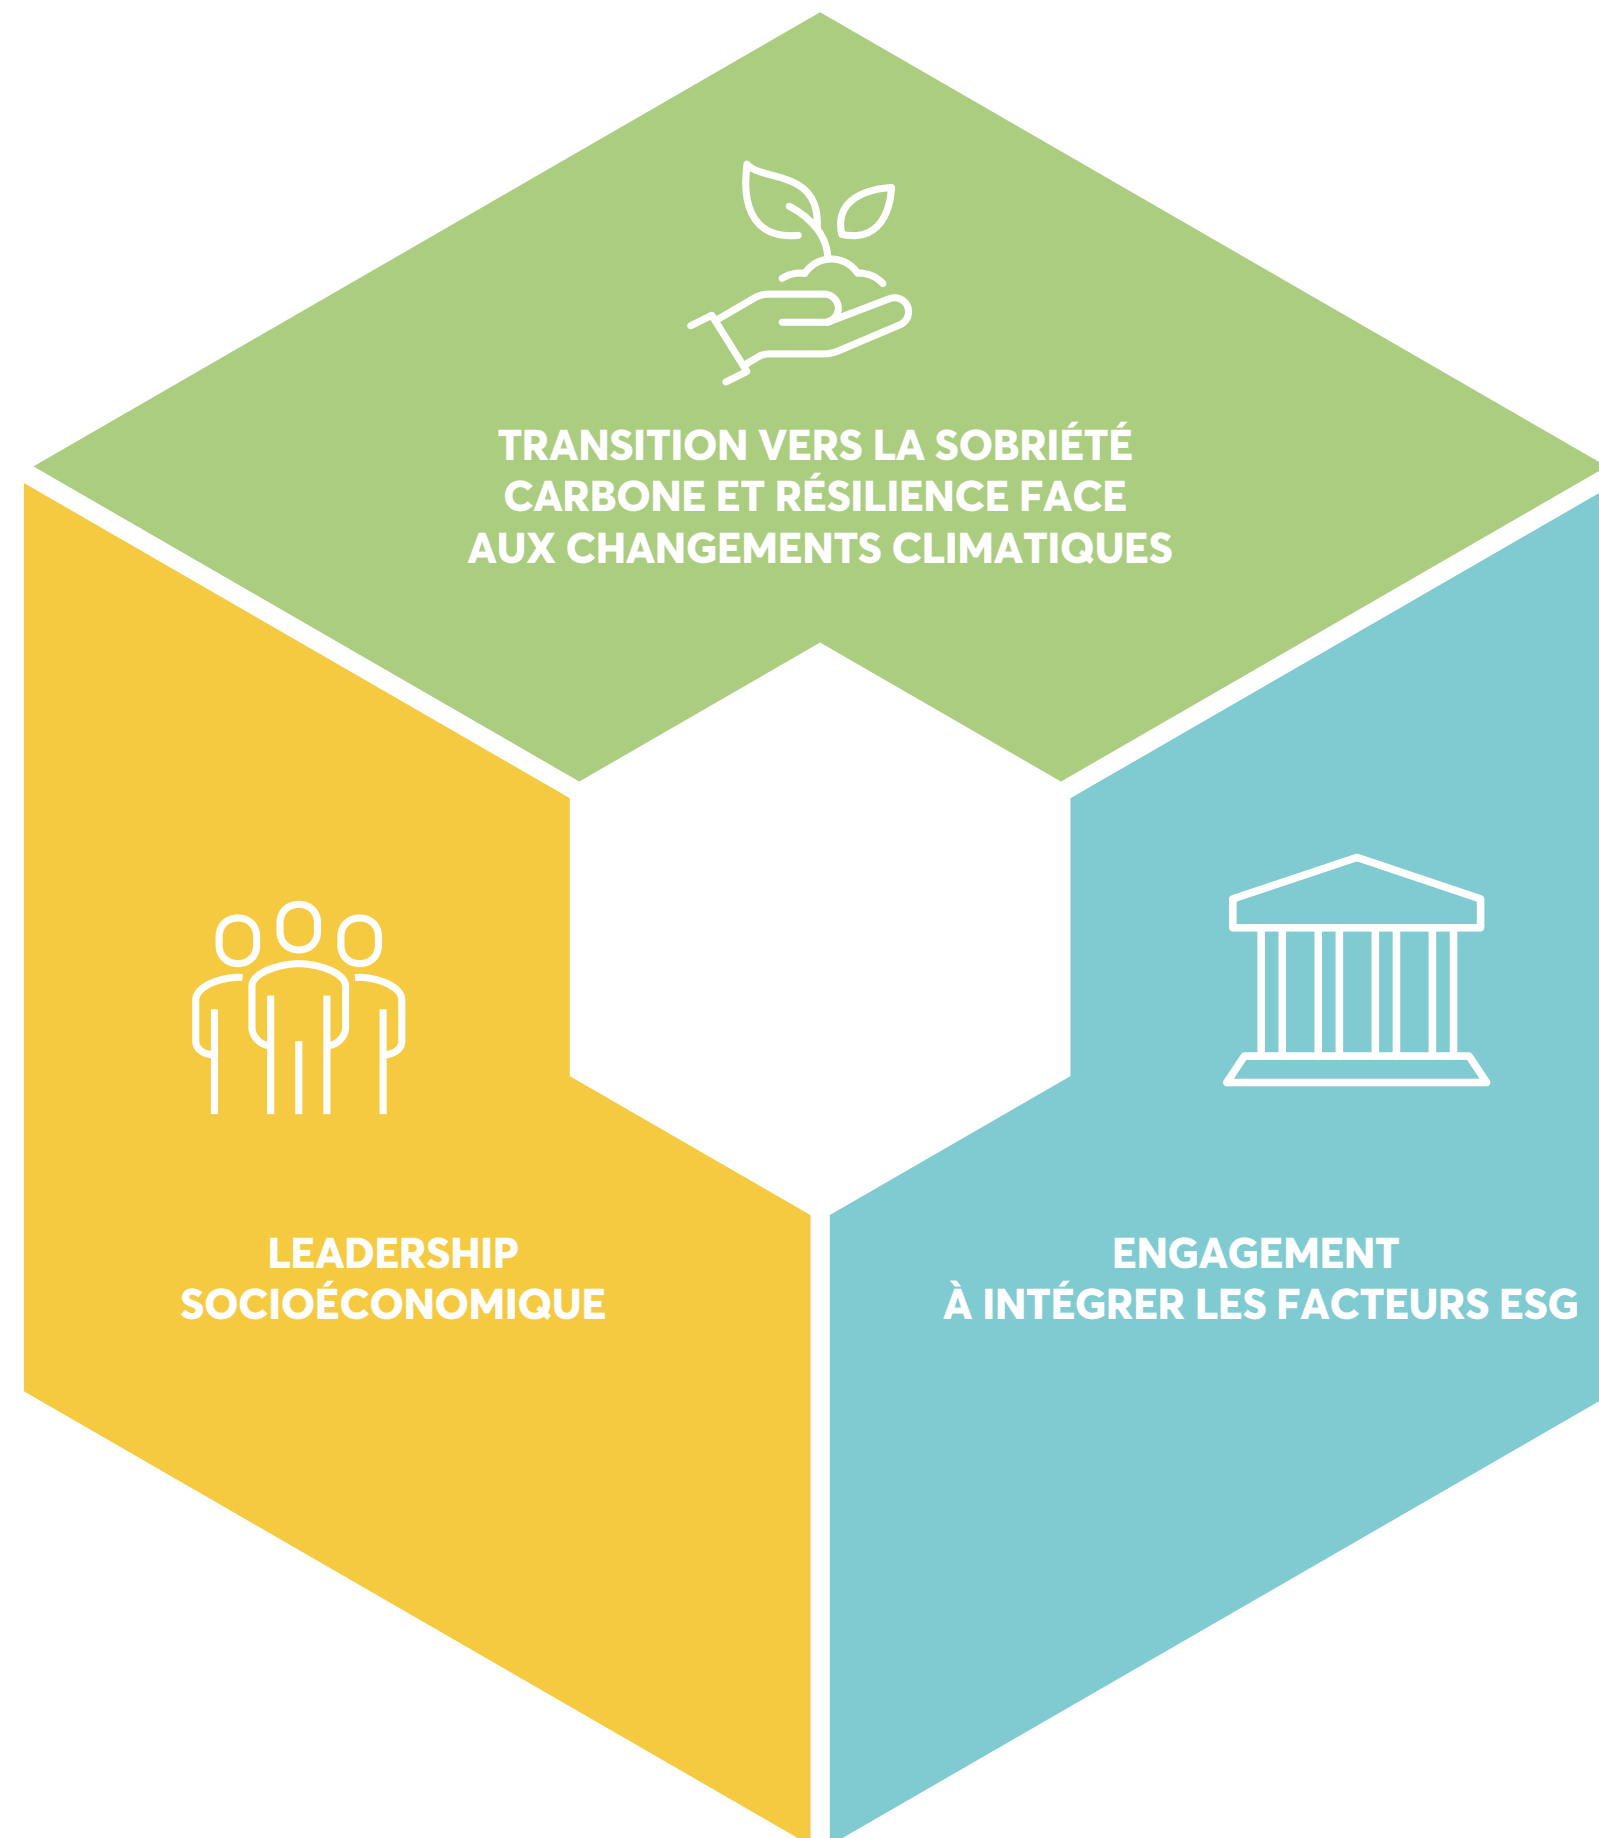 TRANSITION VERS LA SOBRIÉTÉ
CARBONE ET RÉSILIENCE FACE
AUX CHANGEMENTS CLIMATIQUES
LEADERSHIP
SOCIOÉCONOMIQUE
ENGAGEMENT
À INTÉGRER LES FACTEURS ESG